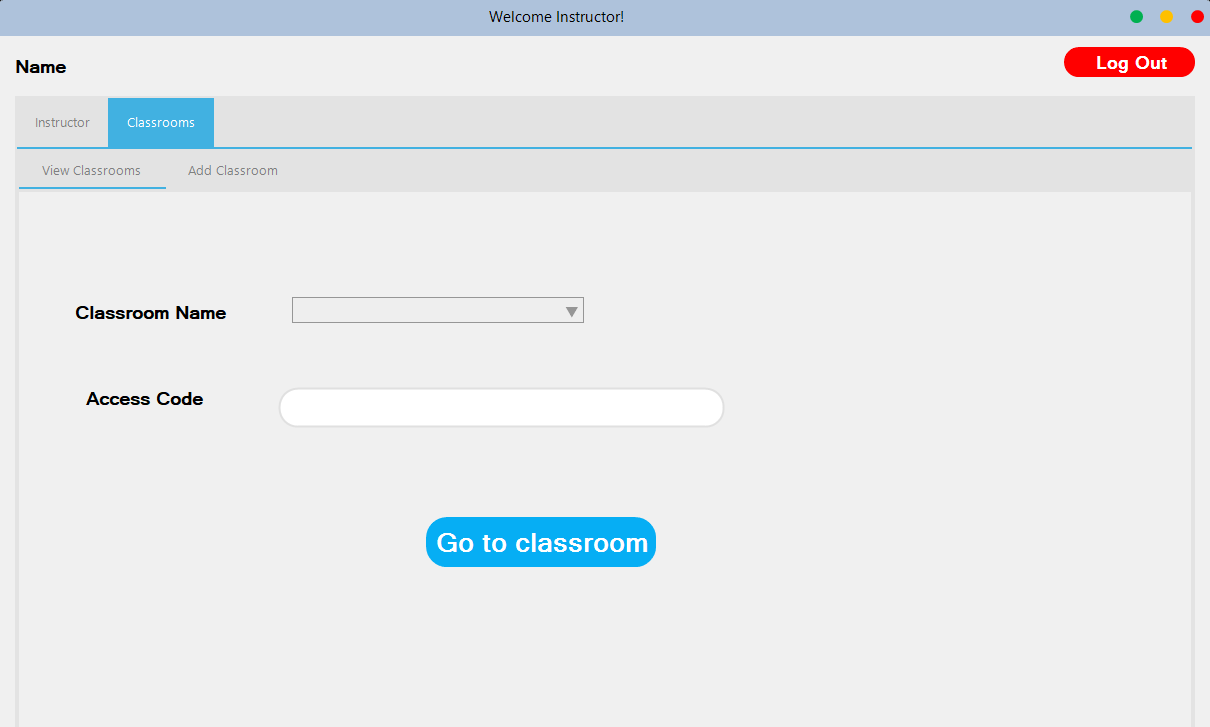 Welcome Instructor!
Name
Log Out
Instructor
Classrooms
View Classrooms
Add Classroom
Classroom Name
Access Code
Go to classroom